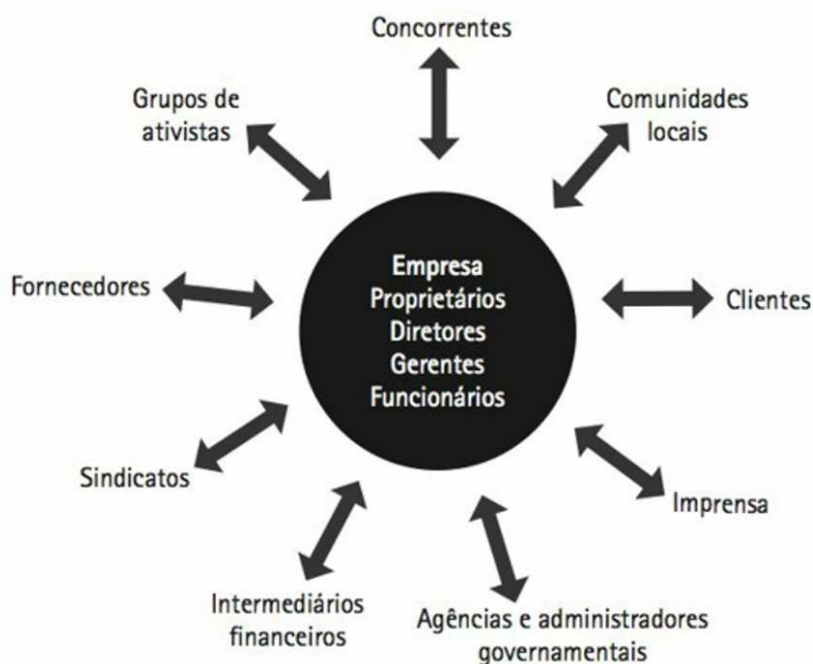 Concorrentes
Grupos de
ativistas
Comunidades
locais
Fornecedores
Empresa
Proprietários
Diretores
Gerentes
Funcionários
Clientes
Sindicatos
Imprensa
Intermediários
financeiros
Agências e administradores
governamentais